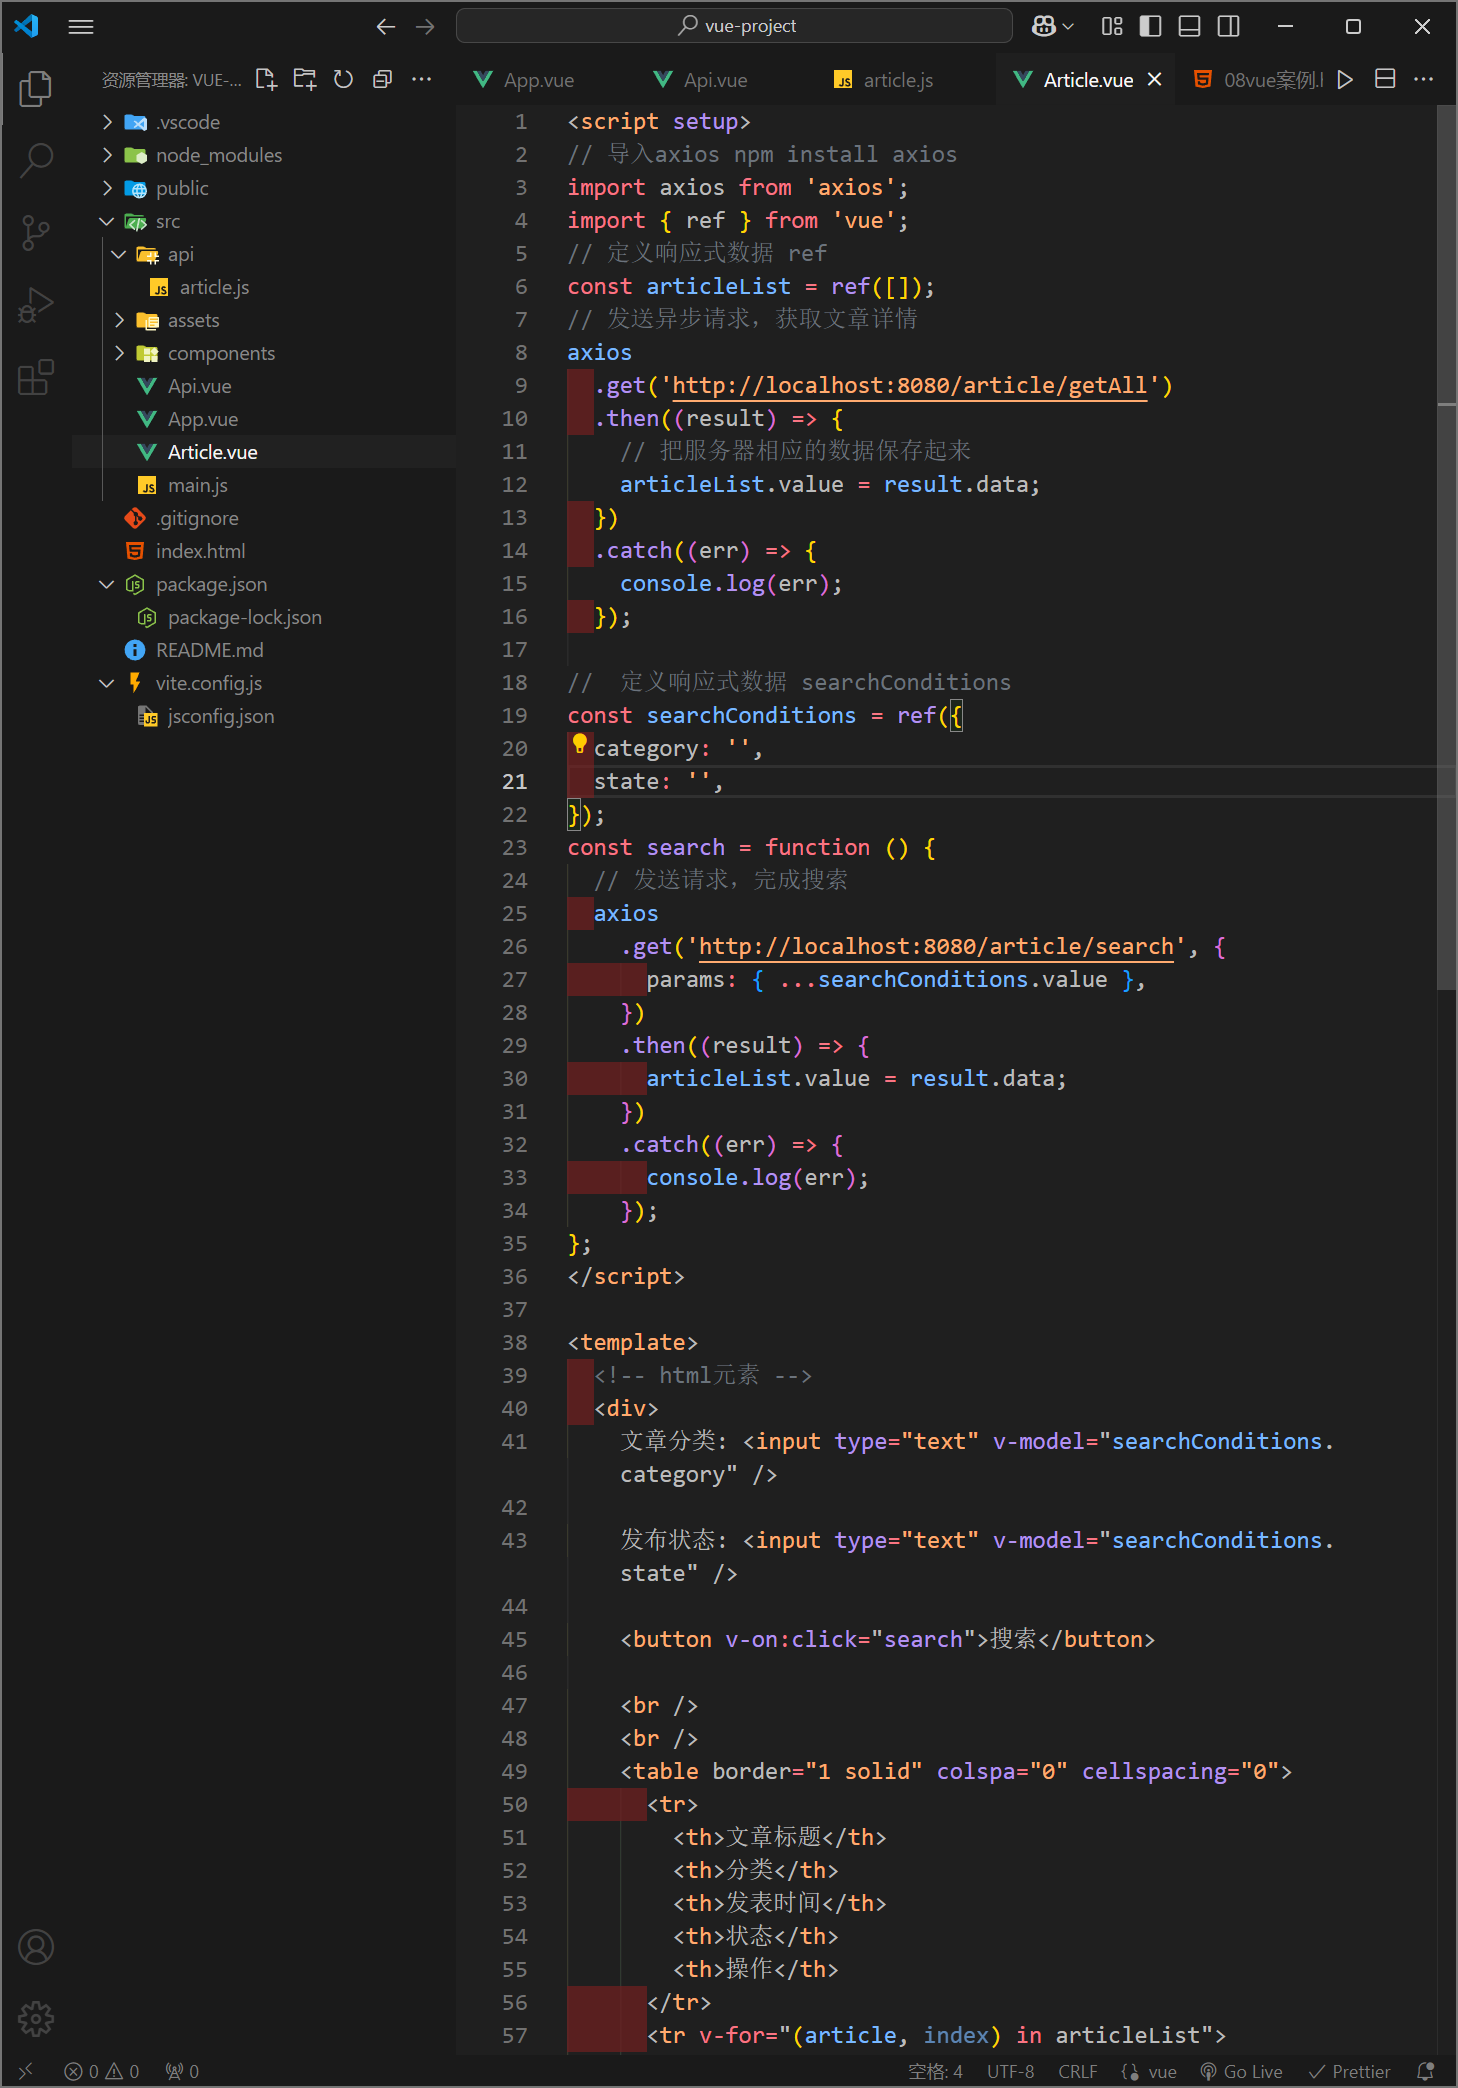 vue-project
资源管理器: VUE-...
App.vue
Api.vue
article.js
Article.vue
08vue案例.h
.vscode
node_modules
public
src
api
article.js
assets
components
Api.vue
App.vue
Article.vue
main.js
.gitignore
index.html
package.json
package-lock.json
README.md
vite.config.js
jsconfig.json
1 <script setup>
2 // 导入axios npm install axios
3 import axios from 'axios';
4 import { ref } from 'vue';
5 // 定义响应式数据 ref
6 const articleList = ref([]);
7 // 发送异步请求，获取文章详情
8 axios
9 .get('http://localhost:8080/article/getAll')
10 .then((result) => {
11 // 把服务器相应的数据保存起来
12 articleList.value = result.data;
13 })
14 .catch((err) => {
15 console.log(err);
16 });
17
18 //  定义响应式数据 searchConditions
19 const searchConditions = ref({
20 category: '',
21 state: '',
22 });
23 const search = function () {
24 // 发送请求，完成搜索
25 axios
26 .get('http://localhost:8080/article/search', {
27 params: { ...searchConditions.value },
28 })
29 .then((result) => {
30 articleList.value = result.data;
31 })
32 .catch((err) => {
33 console.log(err);
34 });
35 };
36 </script>
37
38 <template>
39 <!-- html元素 -->
40 <div>
41 文章分类: <input type="text" v-model="searchConditions.
category" />
42
43 发布状态: <input type="text" v-model="searchConditions.
state" />
44
45 <button v-on:click="search">搜索</button>
46
47 <br />
48 <br />
49 <table border="1 solid" colspa="0" cellspacing="0">
50 <tr>
51 <th>文章标题</th>
52 <th>分类</th>
53 <th>发表时间</th>
54 <th>状态</th>
55 <th>操作</th>
56 </tr>
57 <tr v-for="(article, index) in articleList">
0 0 0 空格: 4 UTF-8 CRLF {} vue Go Live Prettier